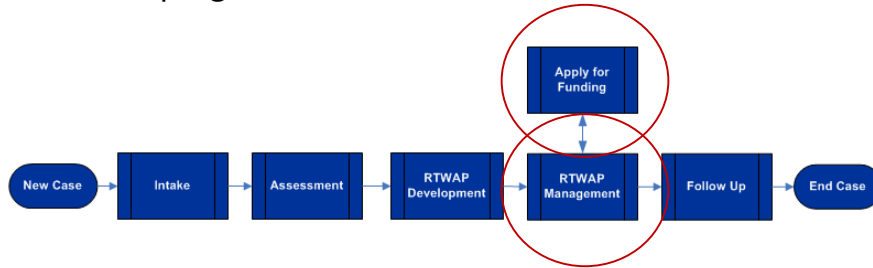 Apply for
Funding
New Case
Intake
Assessment
RTWAP
Development
RTWAP
Management
Follow Up
End Case